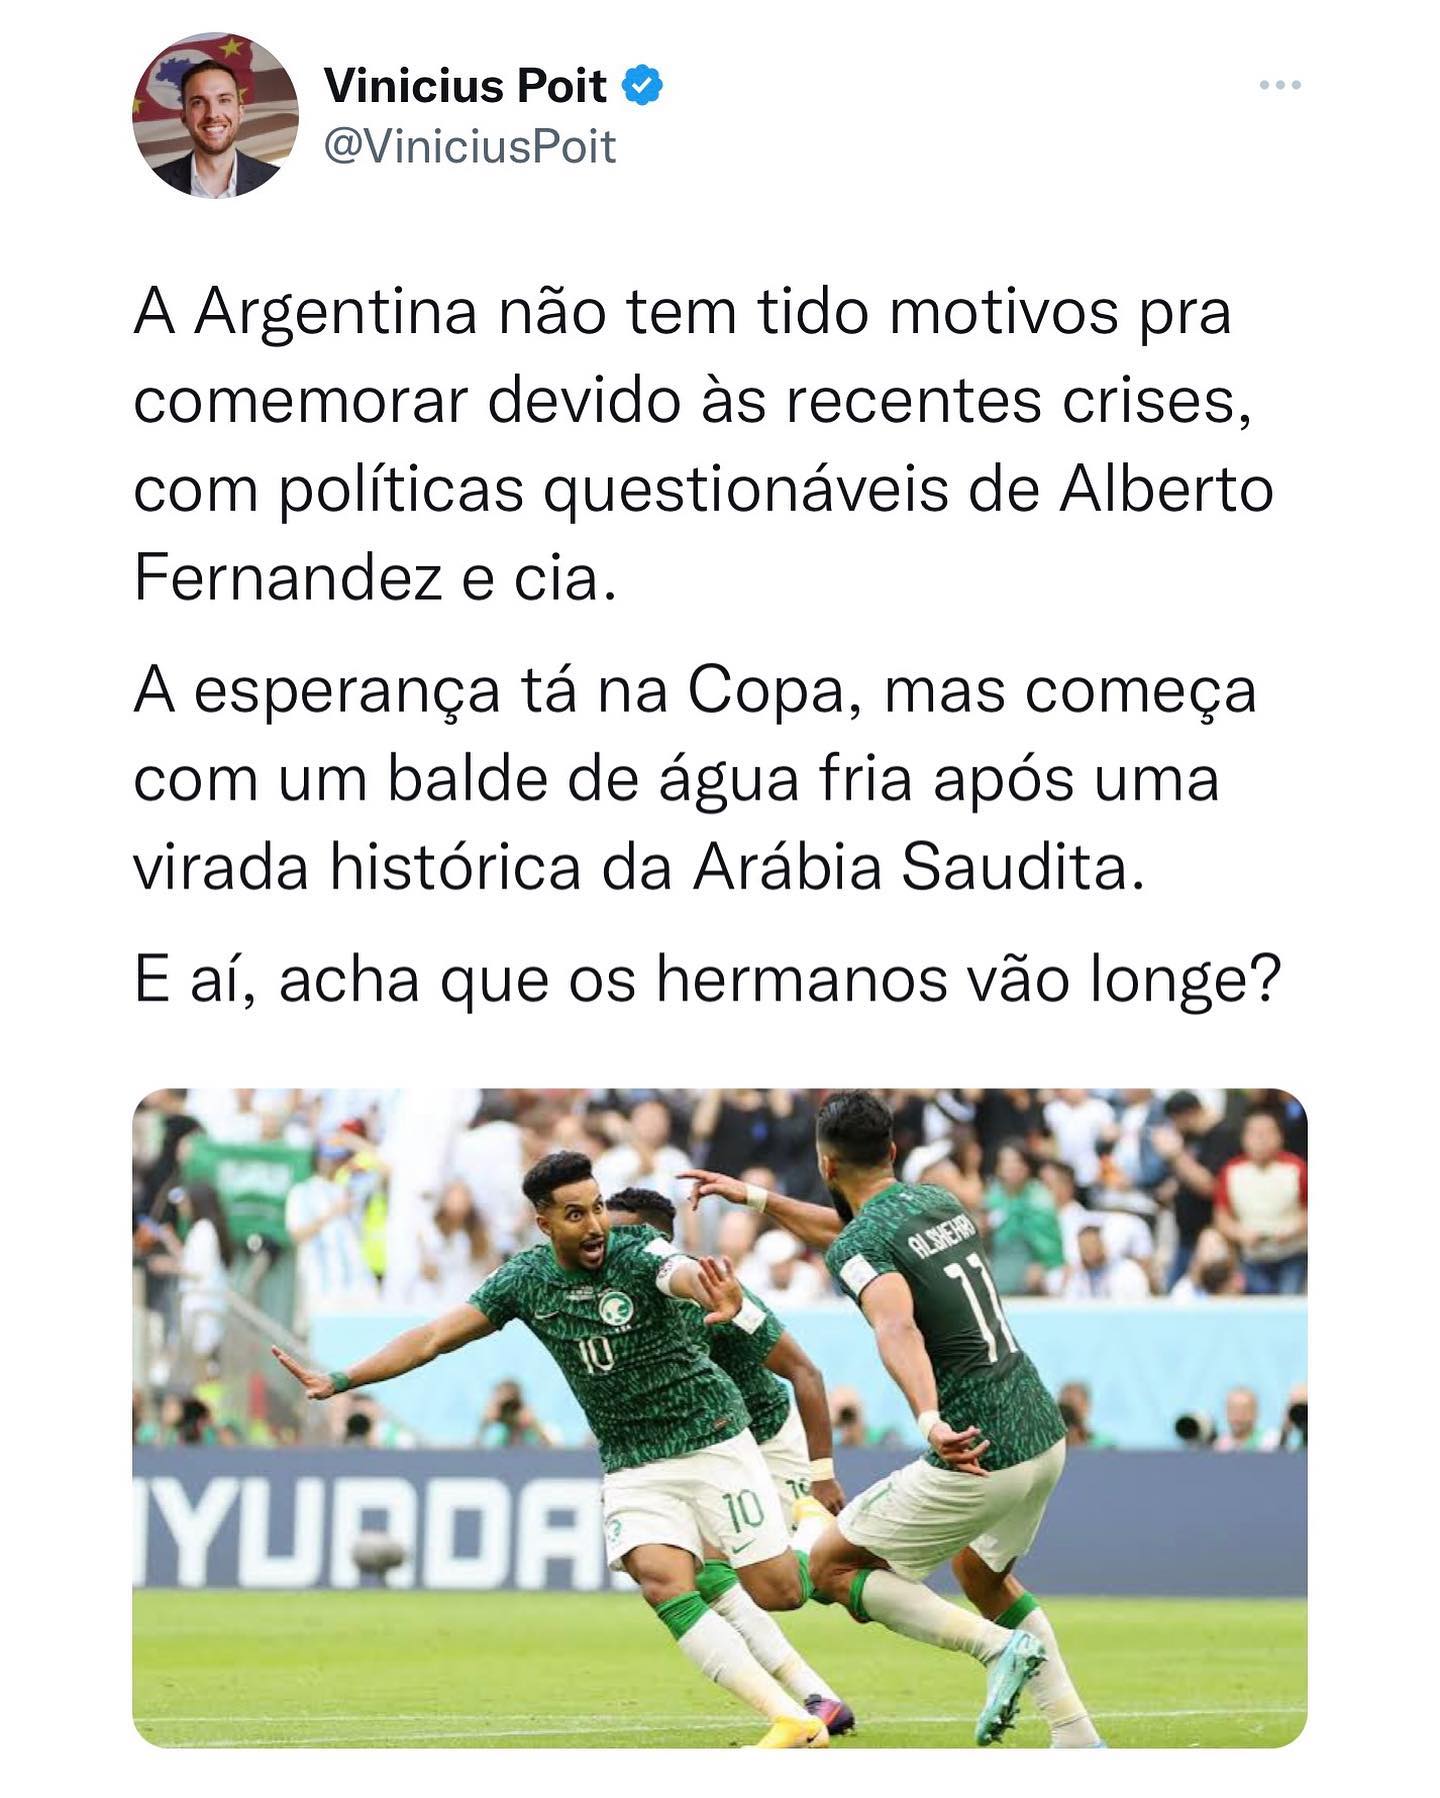 Vinicius Poit
@ViniciusPoit
A Argentina não tem tido motivos pra
comemorar devido às recentes crises,
com políticas questionáveis de Alberto
Fernandez e cia.
A esperança tá na Copa, mas começa
com um balde de água fria após uma
virada histórica da Arábia Saudita.
E aí, acha que os hermanos vão longe?
ALSHEHRI
11
10
10
HYUNDA